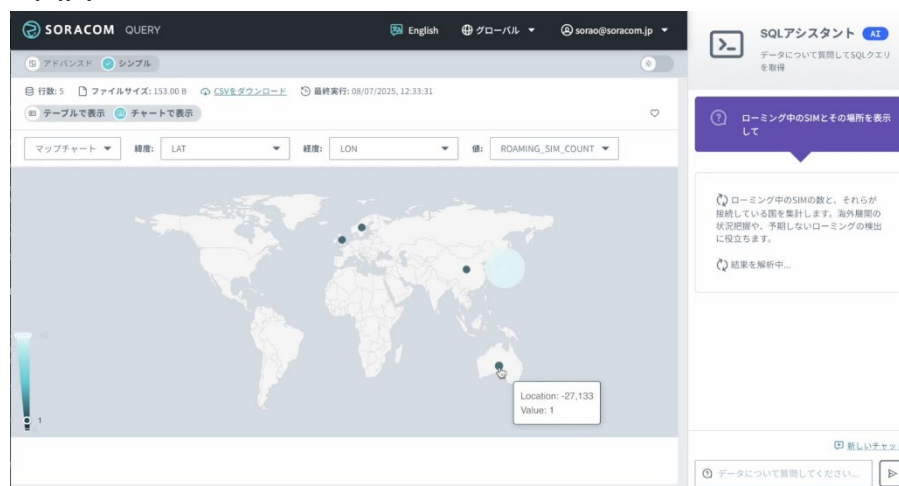 SORACOM QUERY
English
グローバル
sorao@soracom.jp
アドバンスド シンプル
行数: 5 ファイルサイズ: 153.00 B CSVをダウンロード 最終実行: 08/07/2025, 12:33:31
テーブルで表示 チャートで表示
マップチャート 緯度: LAT 経度: LON 値: ROAMING_SIM_COUNT
1
Location: -27,133
Value: 1
SQLアシスタント AI
データについて質問してSQLクエリ
を取得
ローミング中のSIMとその場所を表示
して
ローミング中のSIMの数と、それらが
接続している国を集計します。海外展開の
状況把握や、予期しないローミングの検出
に役立ちます。
結果を解析中...
新しいチャッ
データについて質問してください...